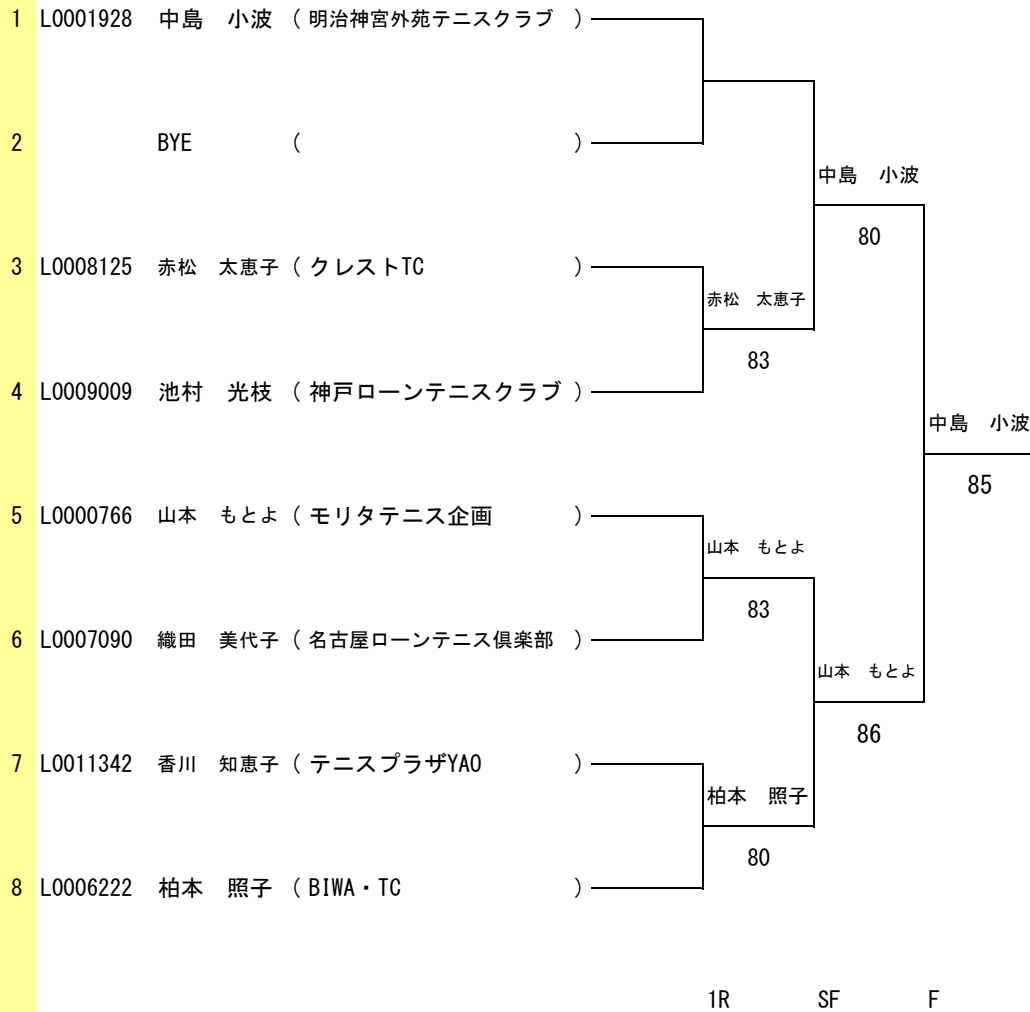 1 L0001928 中島 小波 ( 明治神宮外苑テニスクラブ )
2 BYE ( )
中島 小波
80
3 L0008125 赤松 太恵子 ( クレストTC )
赤松 太恵子
83
4 L0009009 池村 光枝 ( 神戸ローンテニスクラブ )
中島 小波
85
5 L0000766 山本 もとよ ( モリタテニス企画 )
山本 もとよ
83
6 L0007090 織田 美代子 ( 名古屋ローンテニス倶楽部 )
山本 もとよ
86
7 L0011342 香川 知恵子 ( テニスプラザYAO )
柏本 照子
80
8 L0006222 柏本 照子 ( BIWA・TC )
1R SF F